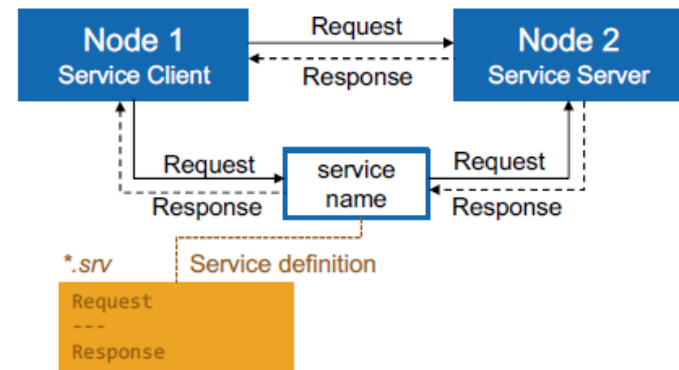 Node 1
Service Client
Request
Response
Node 2
Service Server
Request
Response
service
name
Request
Response
*.srv
Service definition
Request
---
Response